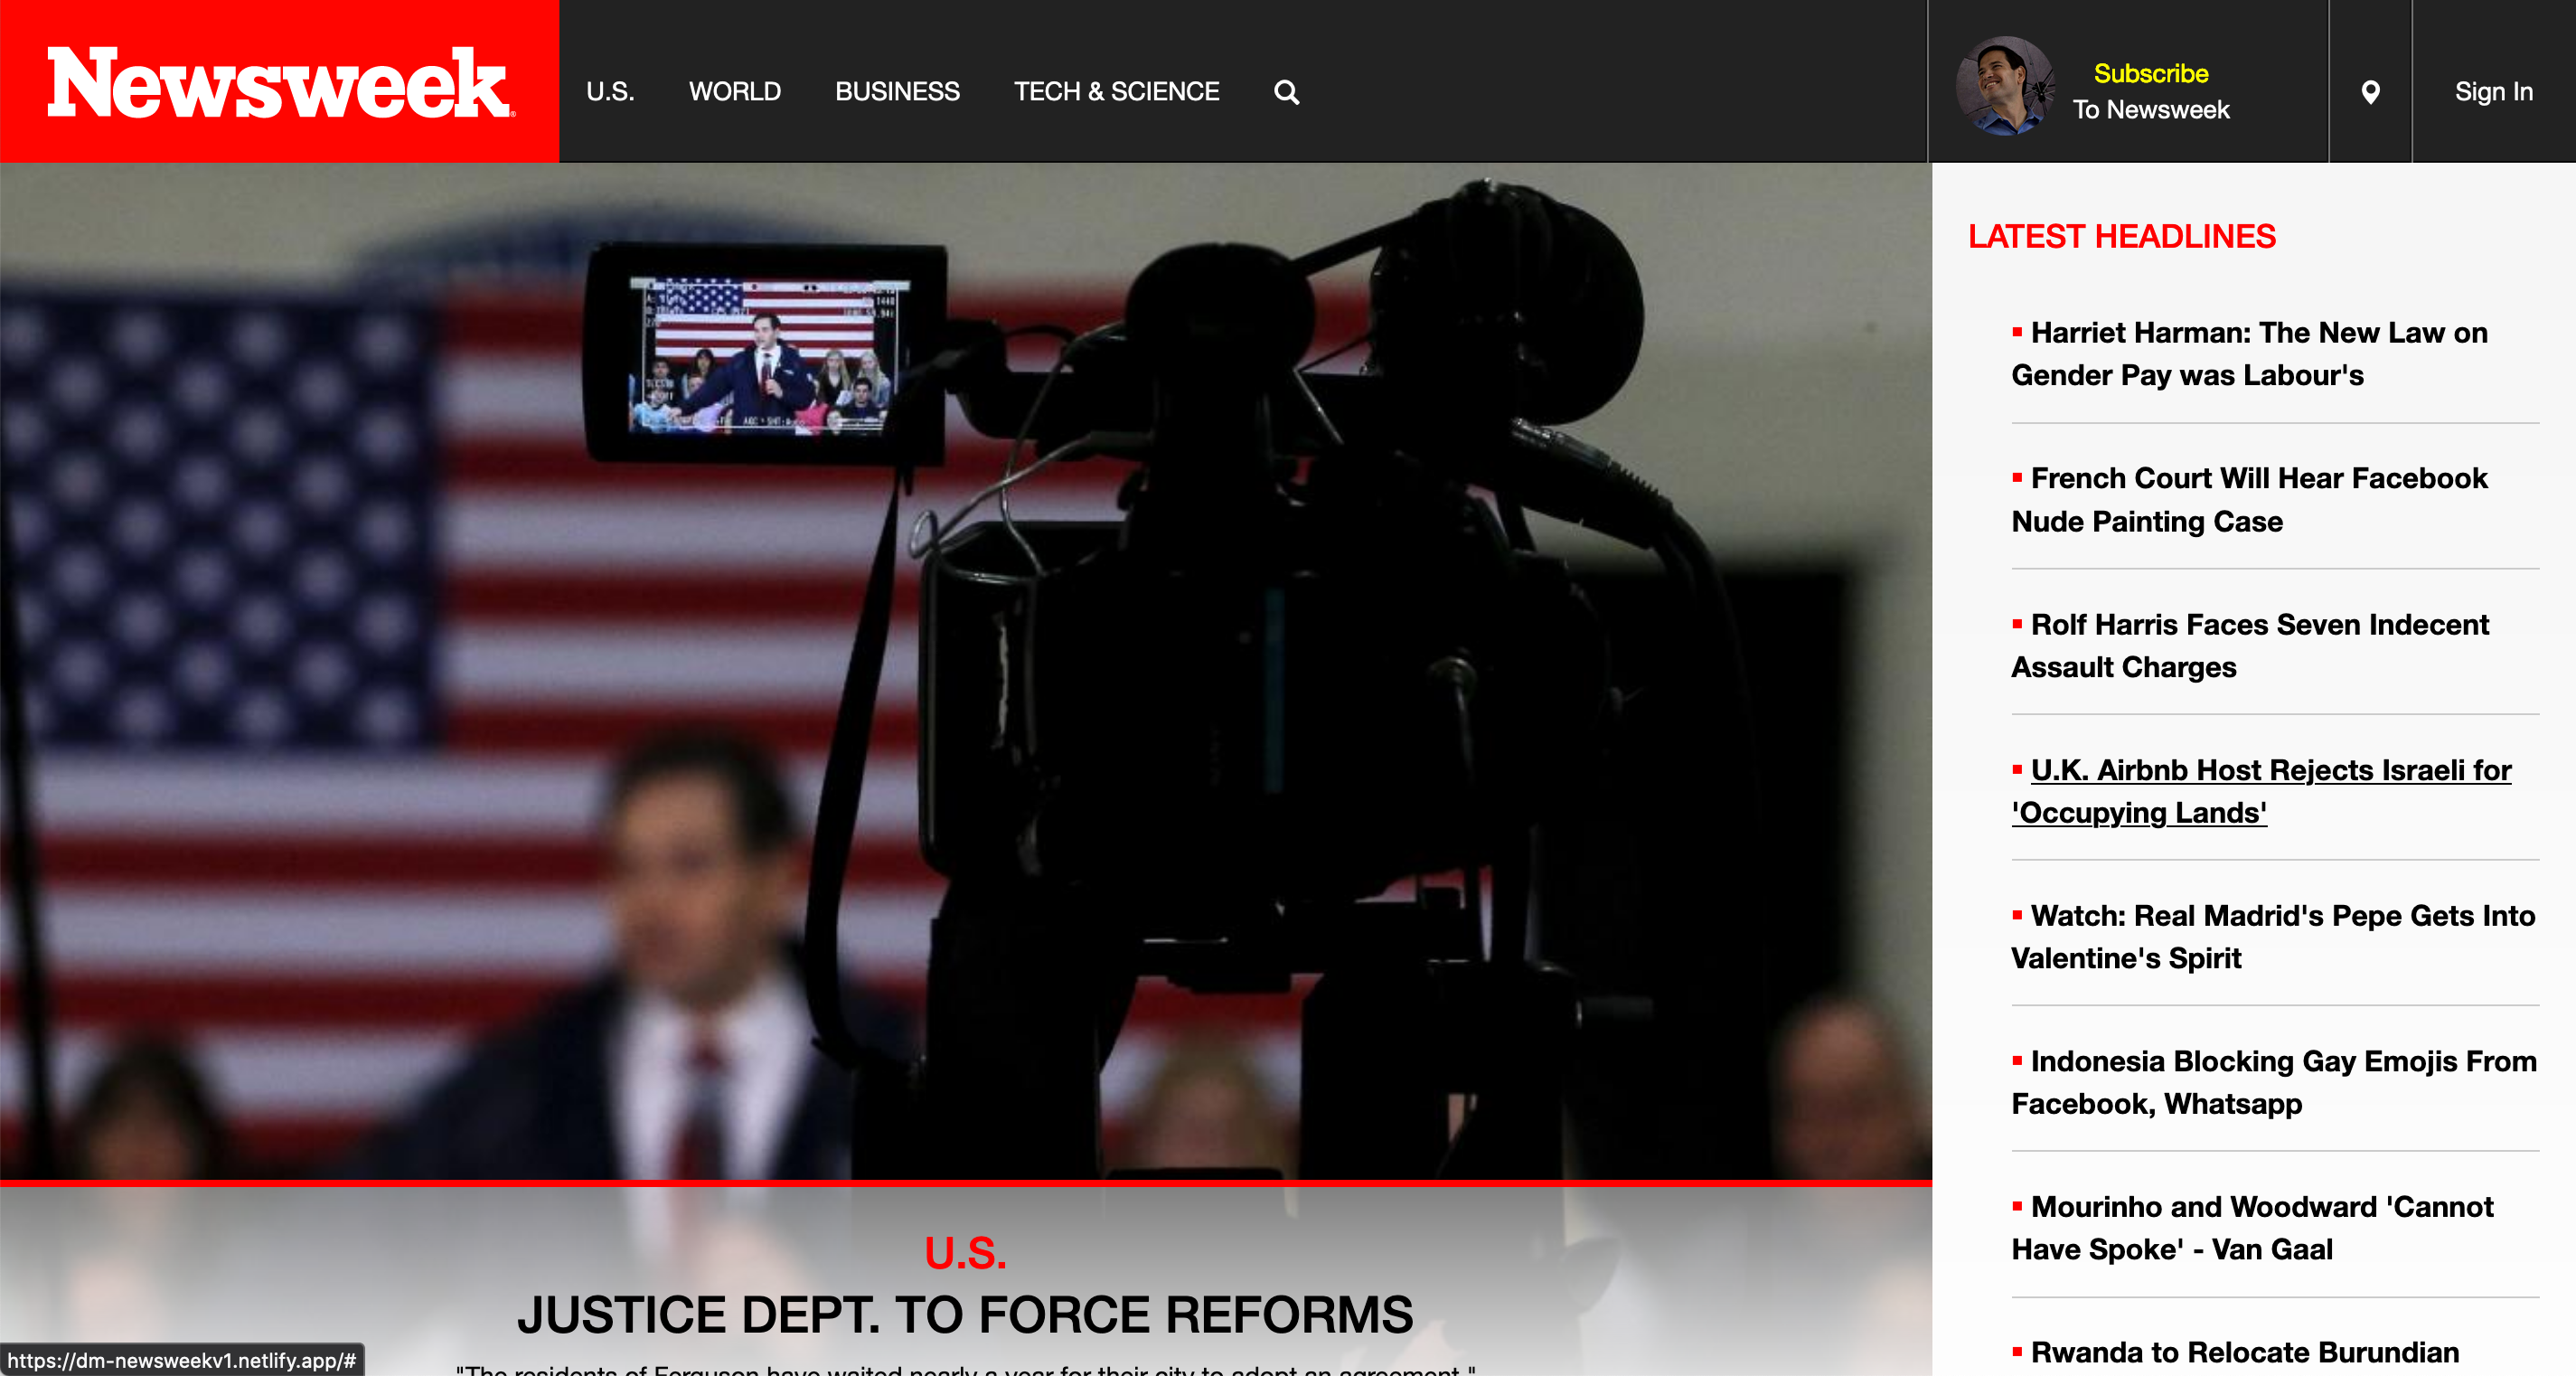 Newsweek
U.S.
WORLD
BUSINESS
TECH & SCIENCE
Subscribe
To Newsweek
Sign In
LATEST HEADLINES
Harriet Harman: The New Law on
Gender Pay was Labour's
French Court Will Hear Facebook
Nude Painting Case
Rolf Harris Faces Seven Indecent
Assault Charges
U.K. Airbnb Host Rejects Israeli for
'Occupying Lands'
Watch: Real Madrid's Pepe Gets Into
Valentine's Spirit
Indonesia Blocking Gay Emojis From
Facebook, Whatsapp
Mourinho and Woodward 'Cannot
Have Spoke' - Van Gaal
Rwanda to Relocate Burundian
U.S.
JUSTICE DEPT. TO FORCE REFORMS
"The residents of Ferguson have waited nearly a year for their city to adopt an agreement."
https://dm-newsweekv1.netlify.app/#